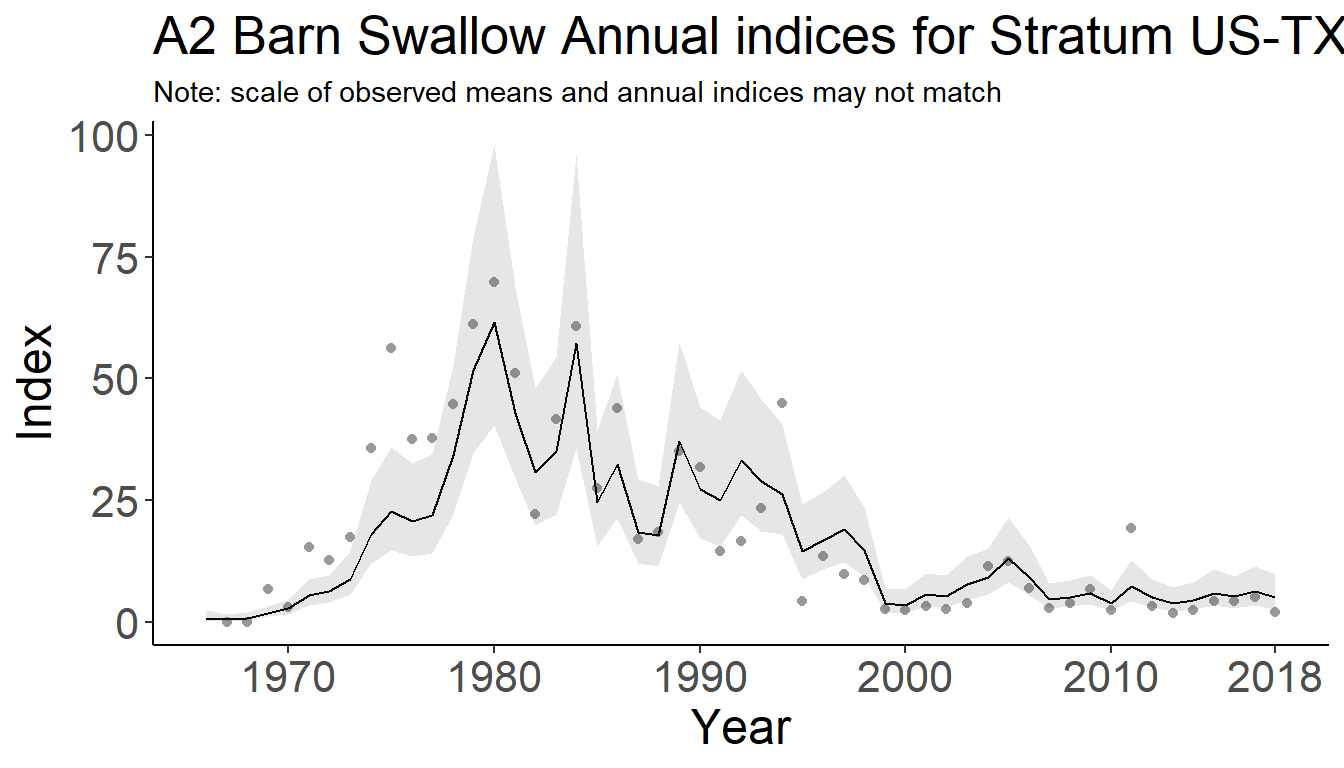 A2 Barn Swallow Annual indices for Stratum US-TX
Note: scale of observed means and annual indices may not match
100
75
50
25
0
Index
1970 1980 1990 2000 2010 2018
Year